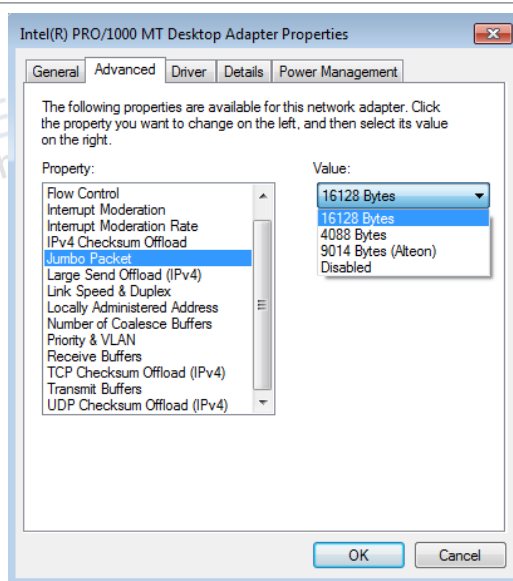 Intel(R) PRO/1000 MT Desktop Adapter Properties
General Advanced Driver Details Power Management
The following properties are available for this network adapter. Click
the property you want to change on the left, and then select its value
on the right.
Property:
Value:
Flow Control
Interrupt Moderation
Interrupt Moderation Rate
IPv4 Checksum Offload
Jumbo Packet
Large Send Offload (IPv4)
Link Speed & Duplex
Locally Administered Address
Number of Coalesce Buffers
Priority & VLAN
Receive Buffers
TCP Checksum Offload (IPv4)
Transmit Buffers
UDP Checksum Offload (IPv4)
16128 Bytes
16128 Bytes
4088 Bytes
9014 Bytes (Alteon)
Disabled
OK
Cancel